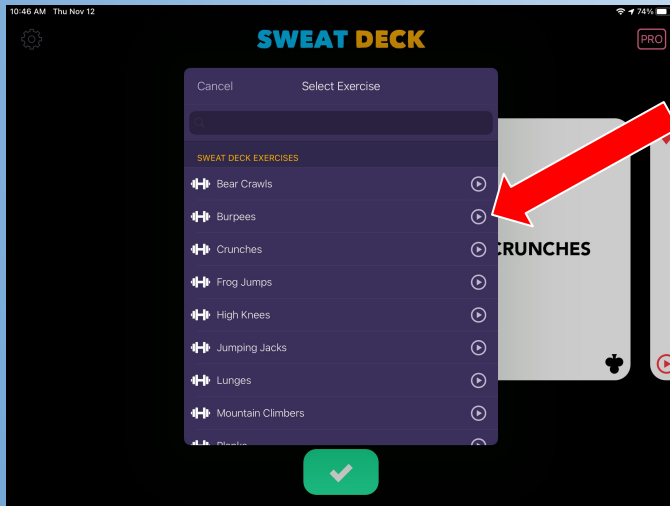 10:46 AM Thu Nov 12
74%
SWEAT DECK
PRO
Cancel
Select Exercise
SWEAT DECK EXERCISES
Bear Crawls
Burpees
Crunches
CRUNCHES
Frog Jumps
High Knees
Jumping Jacks
Lunges
Mountain Climbers
Planks